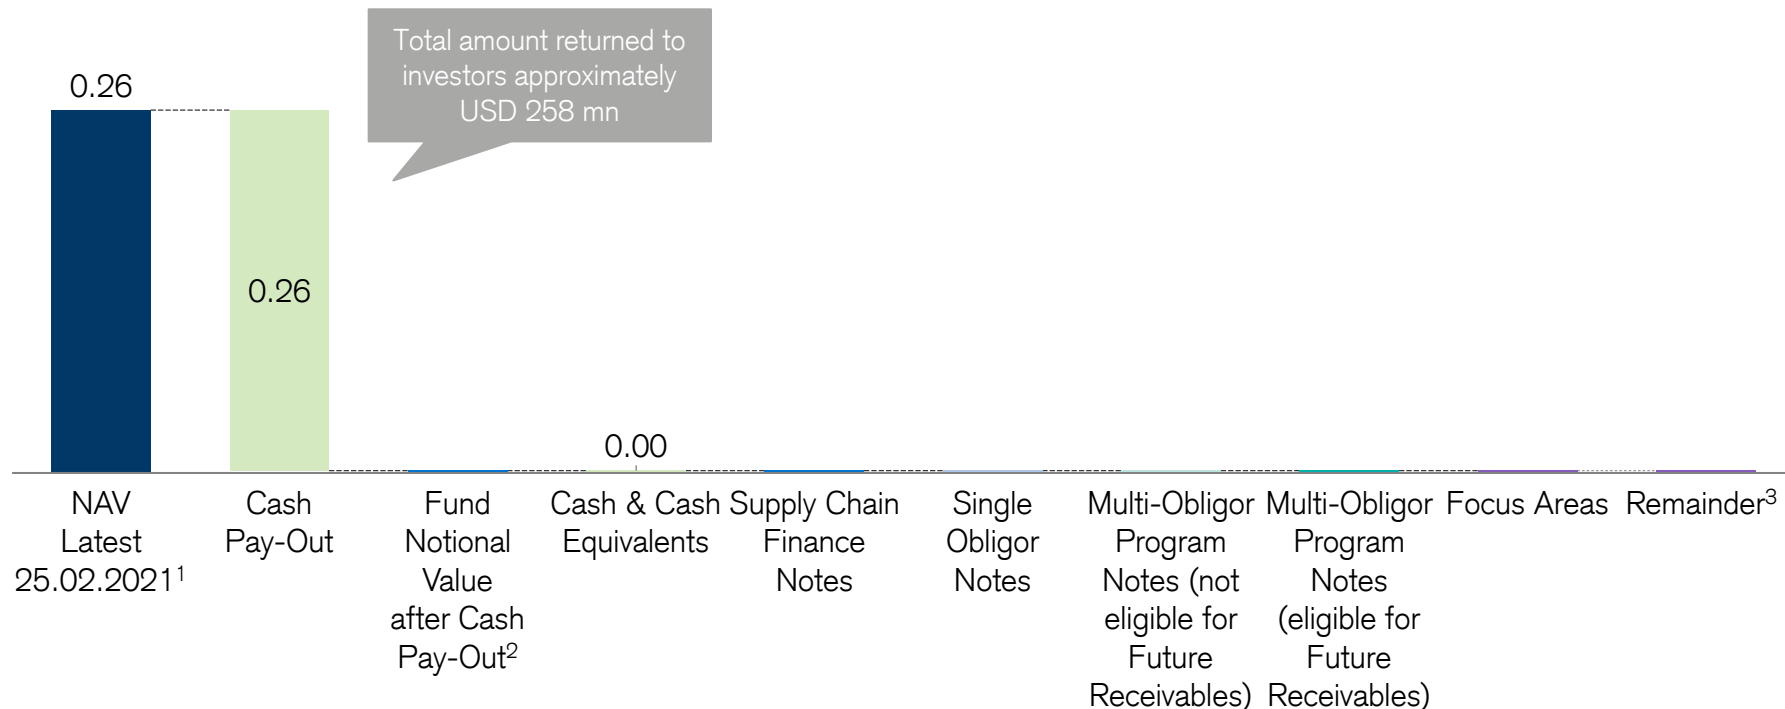 Total amount returned to
investors approximately
USD 258 mn
0.26
0.26
0.00
NAV
Latest
25.02.2021¹
Cash
Pay-Out
Fund
Notional
Value
after Cash
Pay-Out²
Cash & Cash
Equivalents
Supply Chain
Finance
Notes
Single
Obligor
Notes
Multi-Obligor
Program
Notes (not
eligible for
Future
Receivables)
Multi-Obligor
Program
Notes
(eligible for
Future
Receivables)
Focus Areas
Remainder³